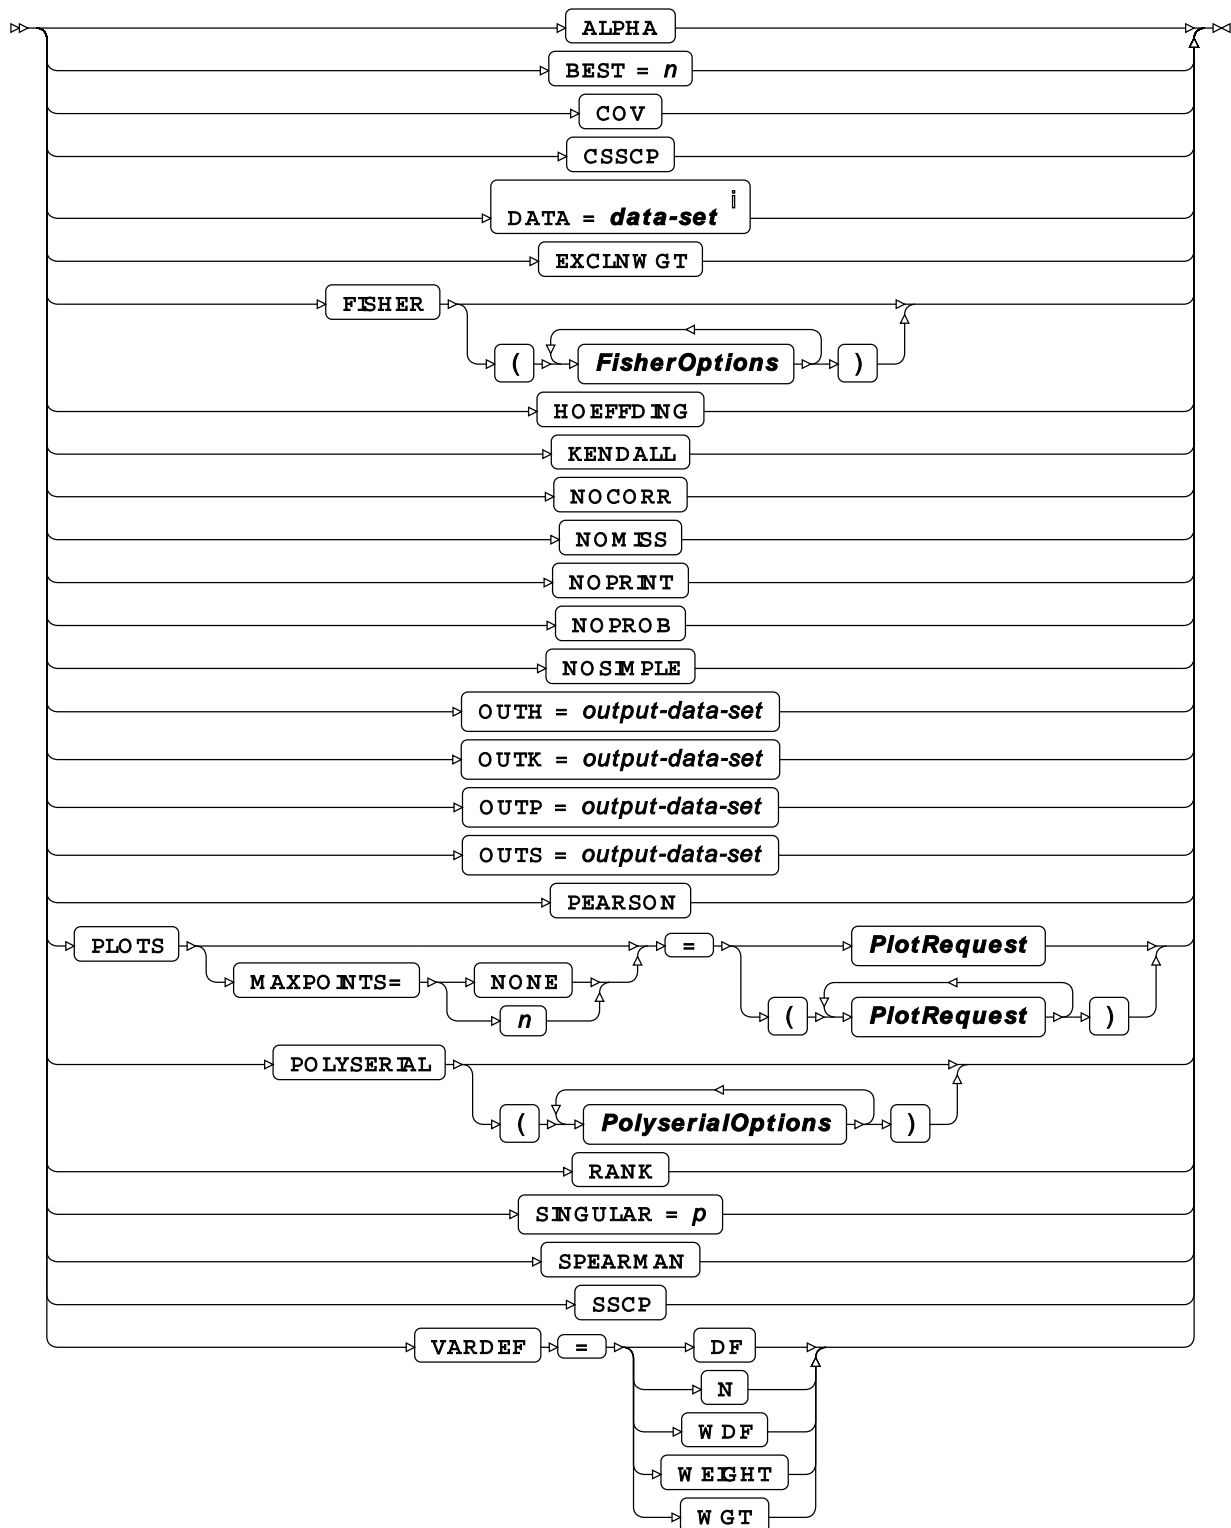 ALPHA
BEST = n
COV
CSSCP
DATA = data-set i
EXCLNWGT
FISHER
( FisherOptions )
HOEFFDING
KENDALL
NOCORR
NOMISS
NOPRINT
NOPROB
NOSIMPLE
OUTH = output-data-set
OUTK = output-data-set
OUTP = output-data-set
OUTS = output-data-set
PEARSON
PLOTS = PlotRequest
MAXPOINTS= NONE ( PlotRequest )
n
POLYSERIAL
( PolyserialOptions )
RANK
SINGULAR = p
SPEARMAN
SSCP
VARDEF = DF
N
WDF
WEIGHT
WGT